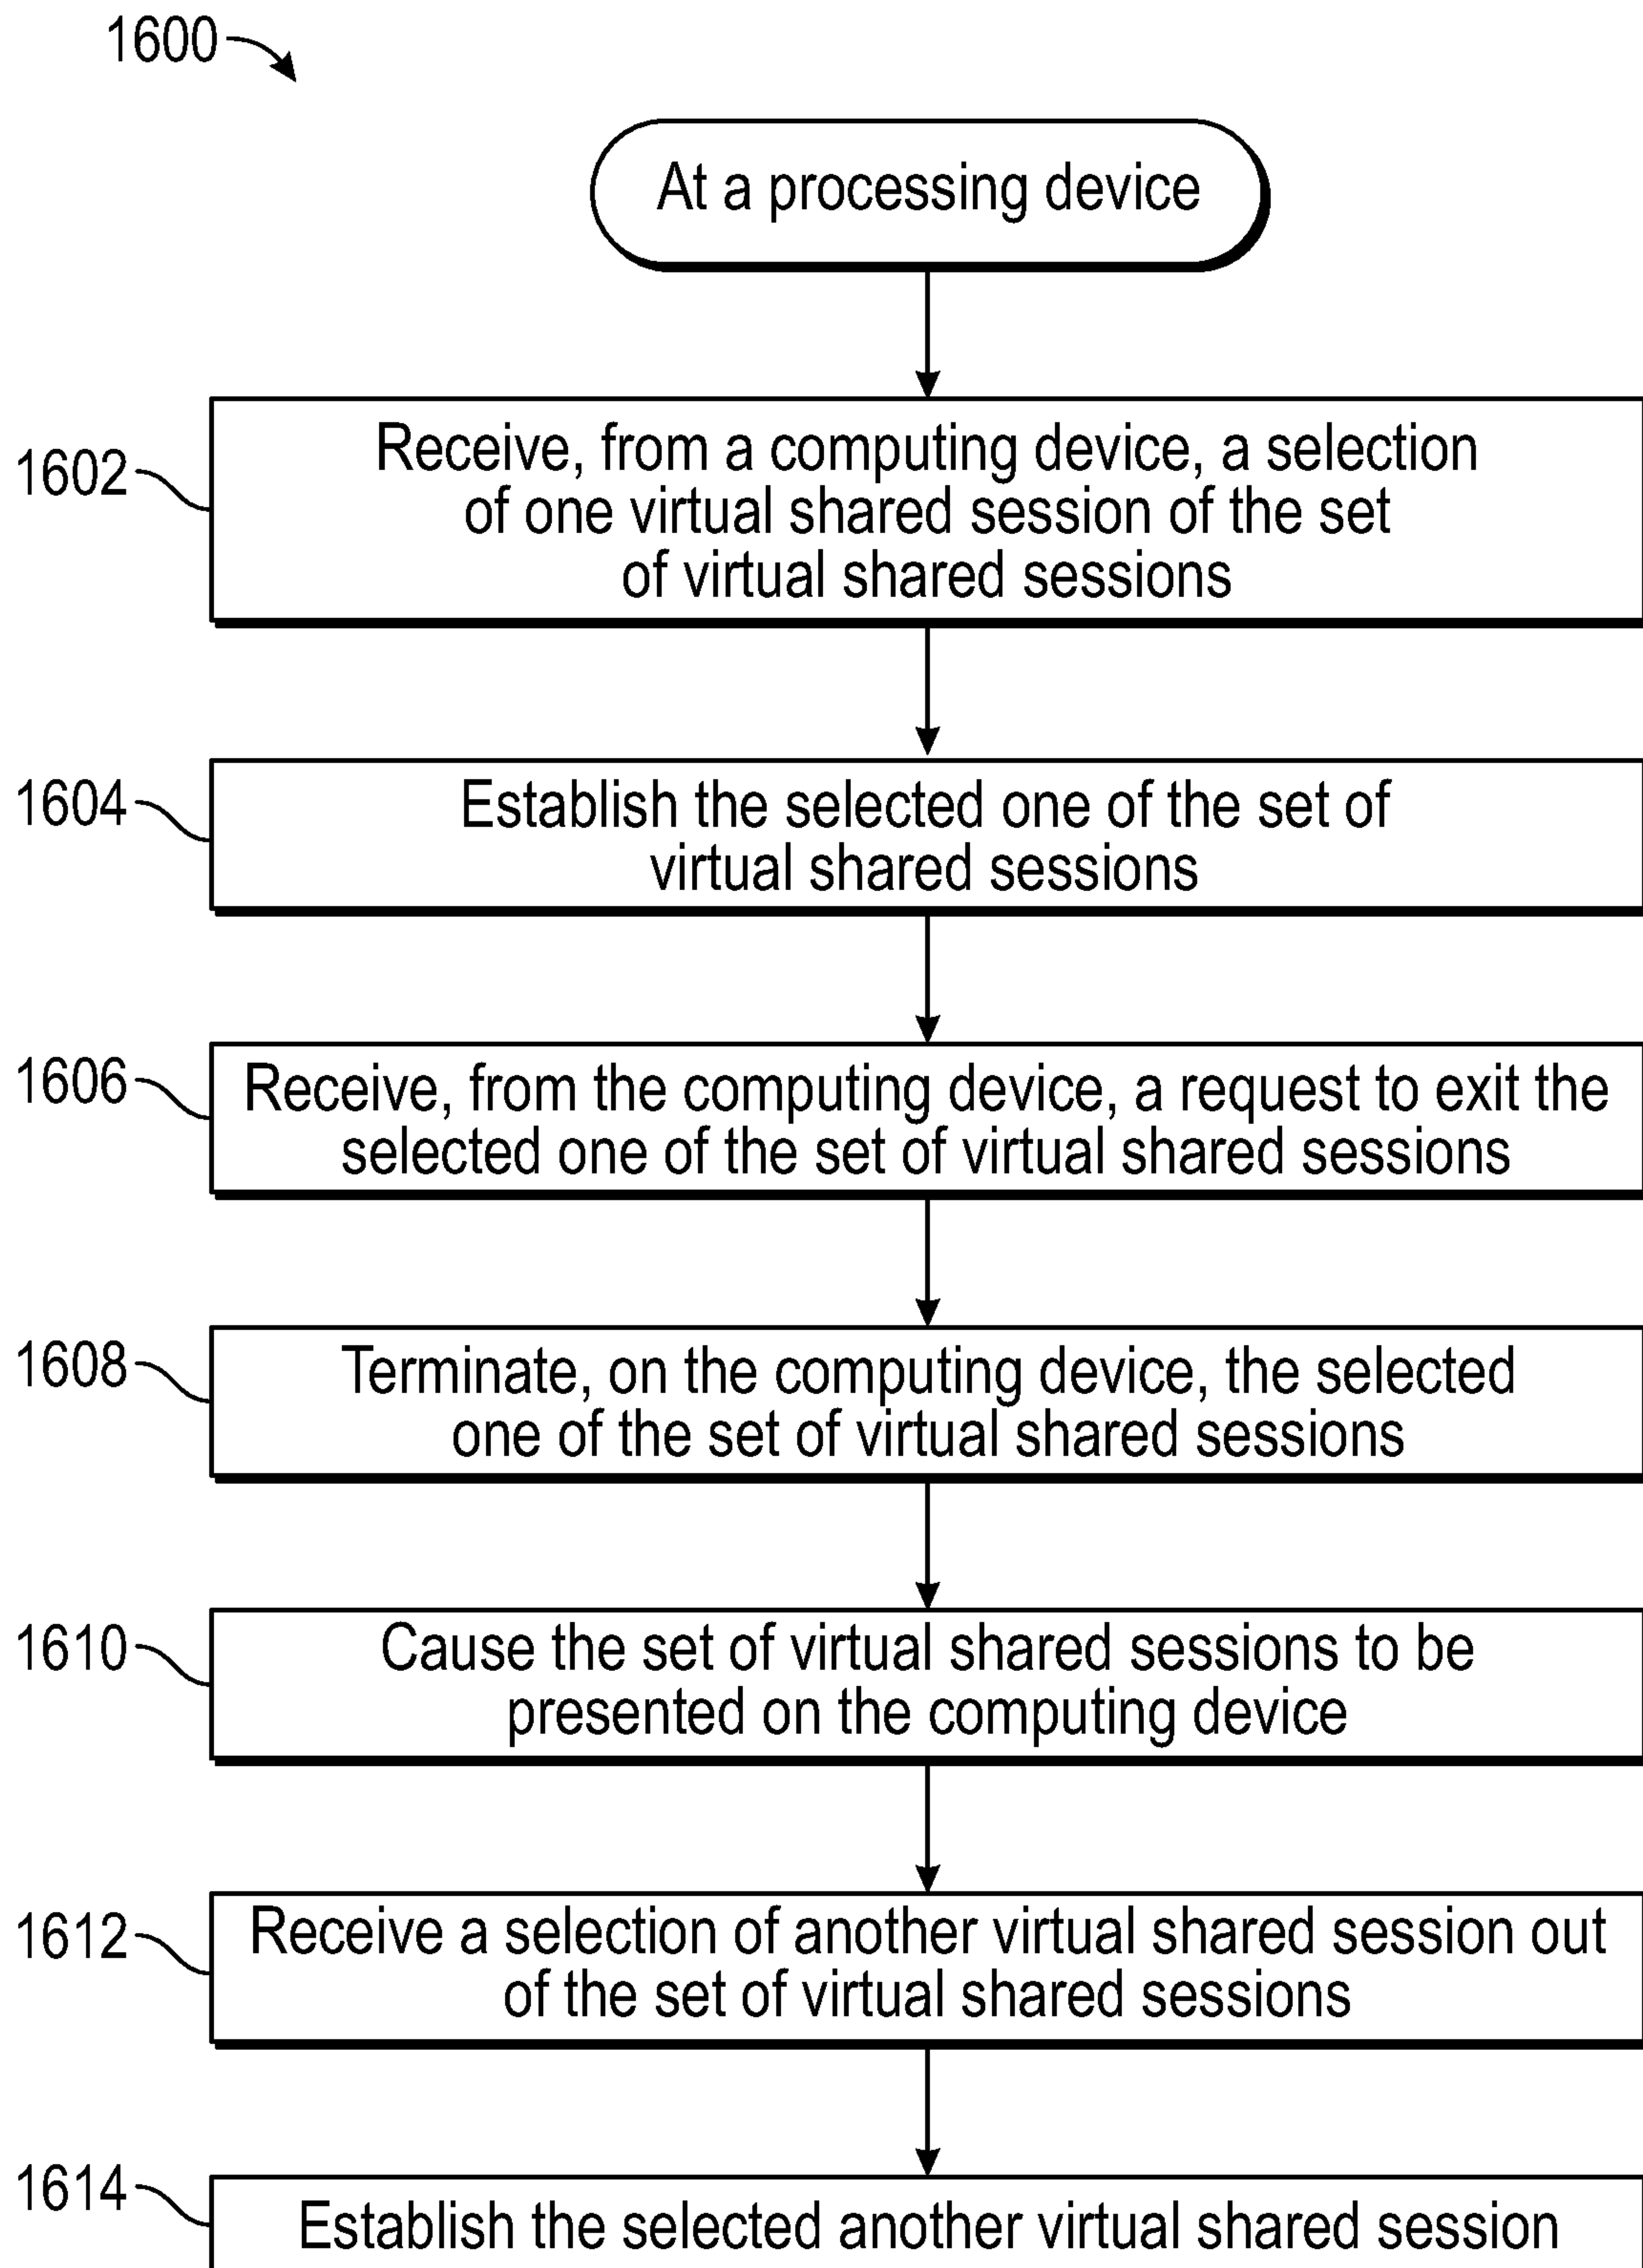 1600
At a processing device
1602
Receive, from a computing device, a selection
of one virtual shared session of the set
of virtual shared sessions
1604
Establish the selected one of the set of
virtual shared sessions
1606
Receive, from the computing device, a request to exit the
selected one of the set of virtual shared sessions
1608
Terminate, on the computing device, the selected
one of the set of virtual shared sessions
1610
Cause the set of virtual shared sessions to be
presented on the computing device
1612
Receive a selection of another virtual shared session out
of the set of virtual shared sessions
1614
Establish the selected another virtual shared session